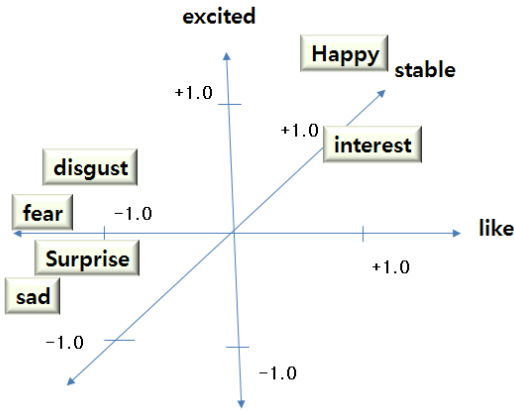 excited
Happy
stable
+1.0
+1.0
interest
disgust
fear
-1.0
like
Surprise
+1.0
sad
-1.0
-1.0